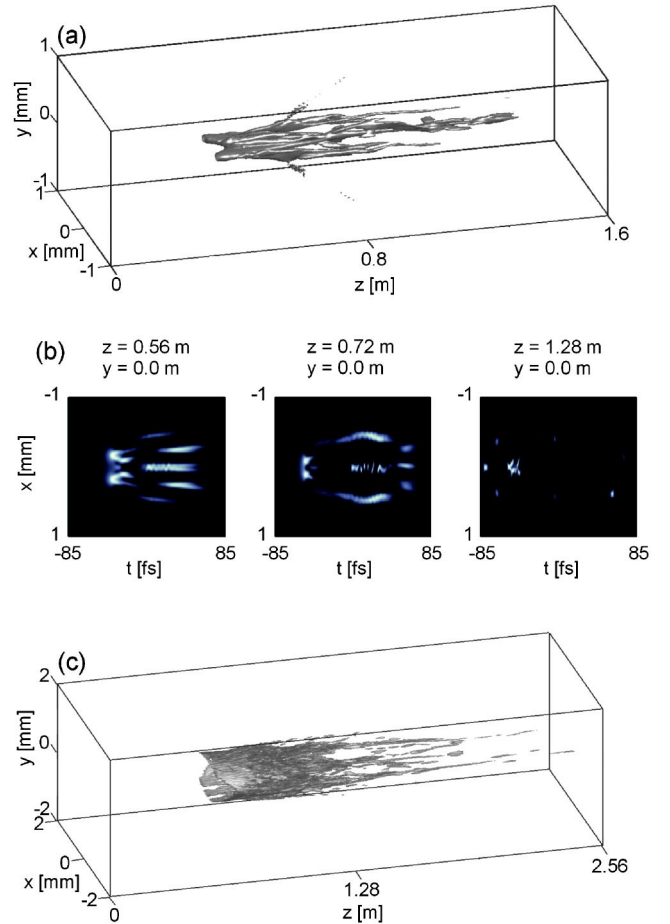 (a)
1
y [mm]
0
-1
1
0
x [mm]
-1
0
0.8
z [m]
1.6
(b)
z = 0.56 m
y = 0.0 m
z = 0.72 m
y = 0.0 m
z = 1.28 m
y = 0.0 m
-1
-1
-1
x [mm]
1
1
1
-85
85
-85
85
-85
85
t [fs]
t [fs]
t [fs]
(c)
2
y [mm]
0
-2
2
0
x [mm]
-2
0
1.28
z [m]
2.56